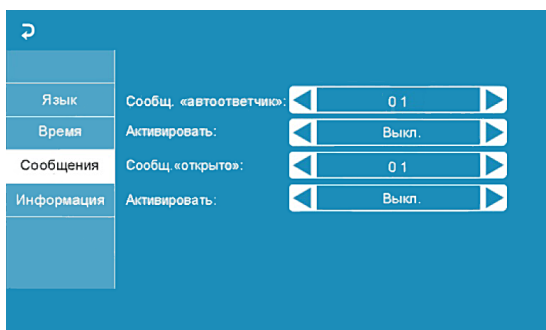 Язык
Сообщ. «автоответчик»:
01
Время
Активировать:
Выкл.
Сообщения
Сообщ.«открыто»:
01
Информация
Активировать:
Выкл.